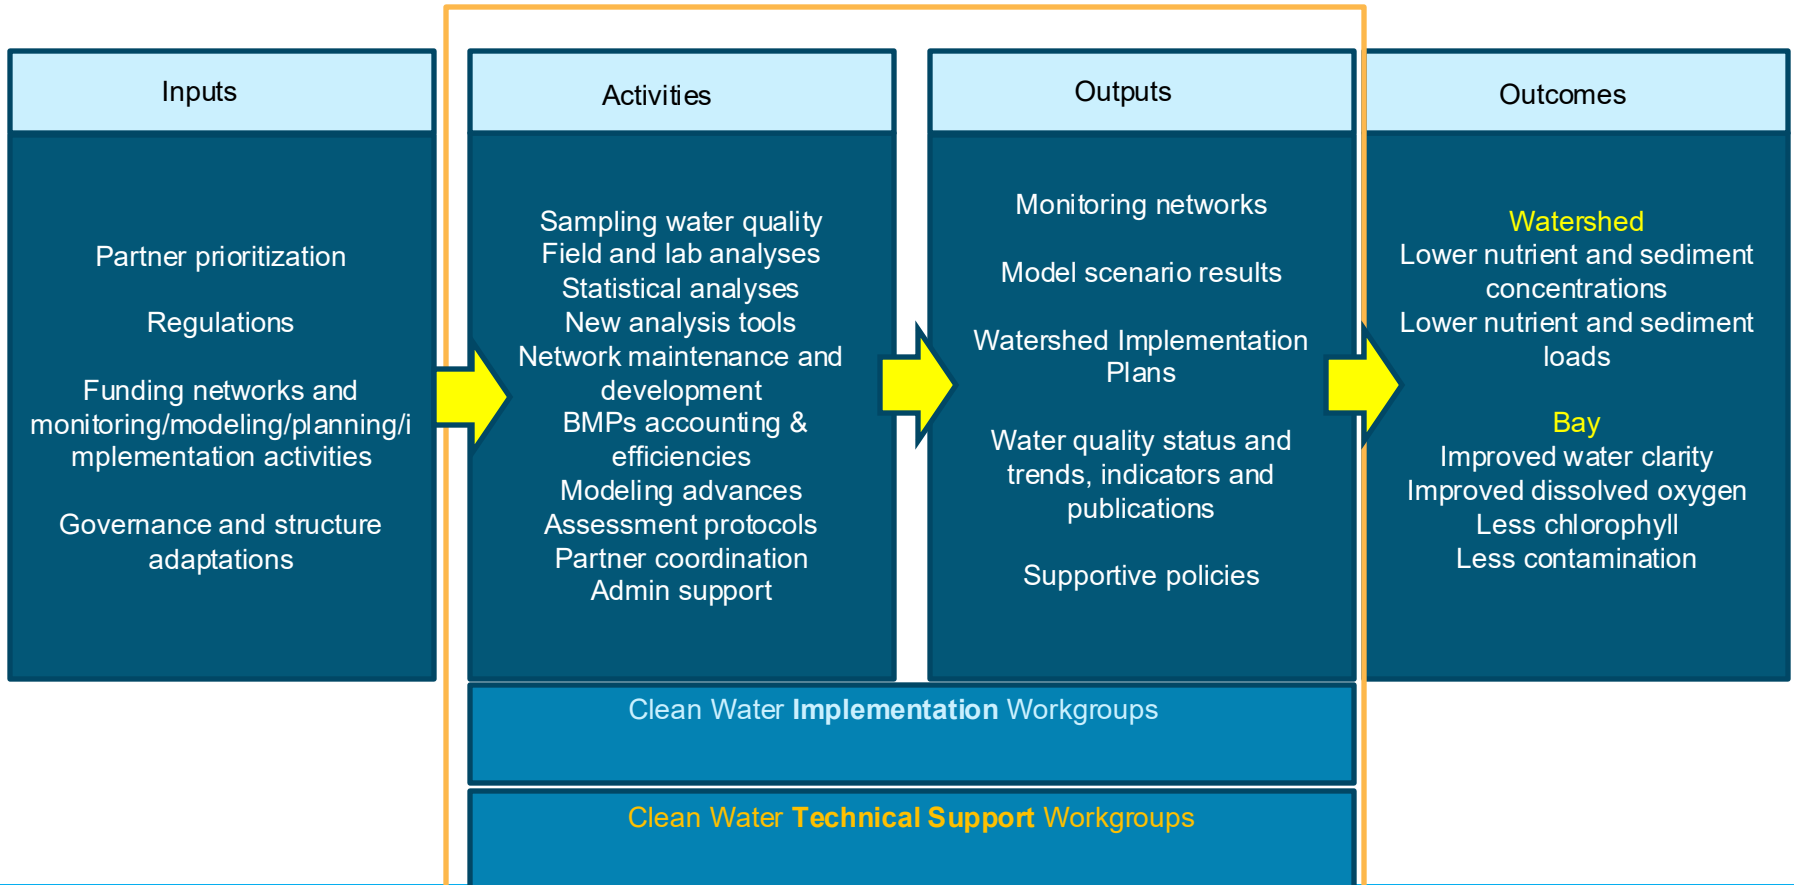 Inputs
Partner prioritization
Regulations
Funding networks and
monitoring/modeling/planning/i
mplementation activities
Governance and structure
adaptations
Activities
Sampling water quality
Field and lab analyses
Statistical analyses
New analysis tools
Network maintenance and
development
BMPs accounting &
efficiencies
Modeling advances
Assessment protocols
Partner coordination
Admin support
Outputs
Monitoring networks
Model scenario results
Watershed Implementation
Plans
Water quality status and
trends, indicators and
publications
Supportive policies
Outcomes
Watershed
Lower nutrient and sediment
concentrations
Lower nutrient and sediment
loads
Bay
Improved water clarity
Improved dissolved oxygen
Less chlorophyll
Less contamination
Clean Water Implementation Workgroups
Clean Water Technical Support Workgroups